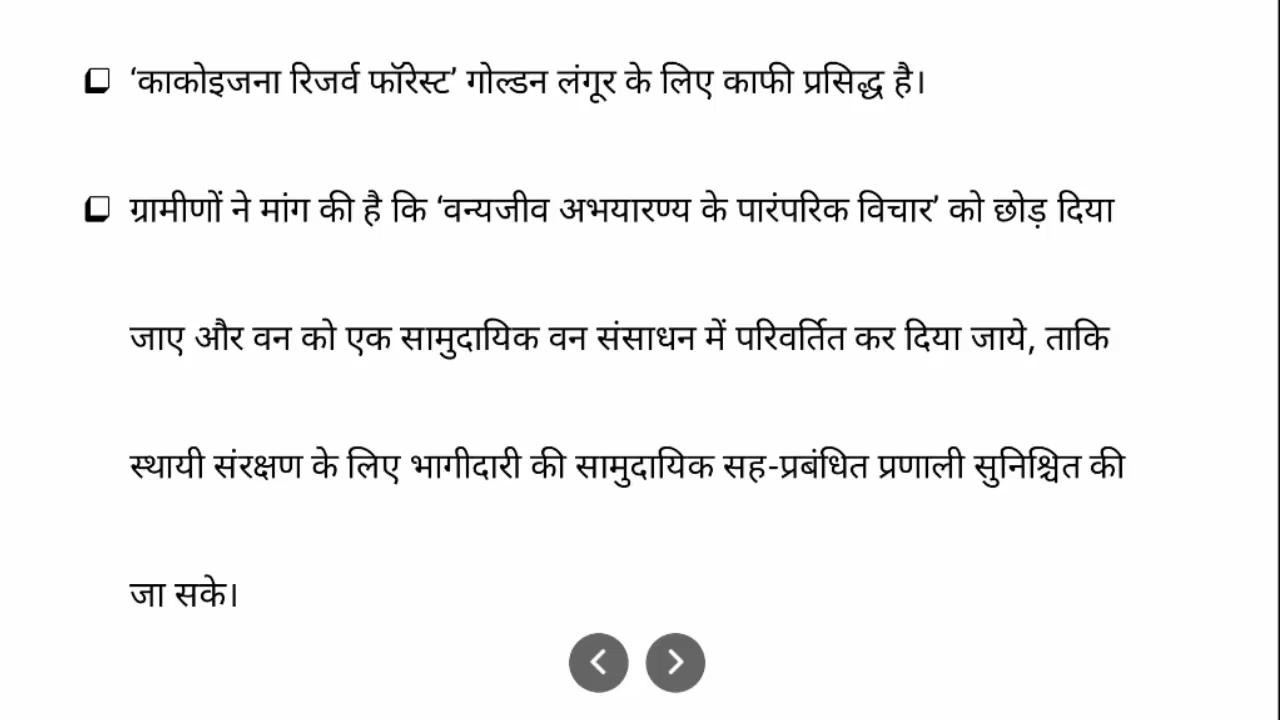 ❑ ‘काकोइजना रिजर्व फॉरेस्ट’ गोल्डन लंगूर के लिए काफी प्रसिद्ध है।
❑ ग्रामीणों ने मांग की है कि ‘वन्यजीव अभयारण्य के पारंपरिक विचार’ को छोड़ दिया
जाए और वन को एक सामुदायिक वन संसाधन में परिवर्तित कर दिया जाये, ताकि
स्थायी संरक्षण के लिए भागीदारी की सामुदायिक सह-प्रबंधित प्रणाली सुनिश्चित की
जा सके।